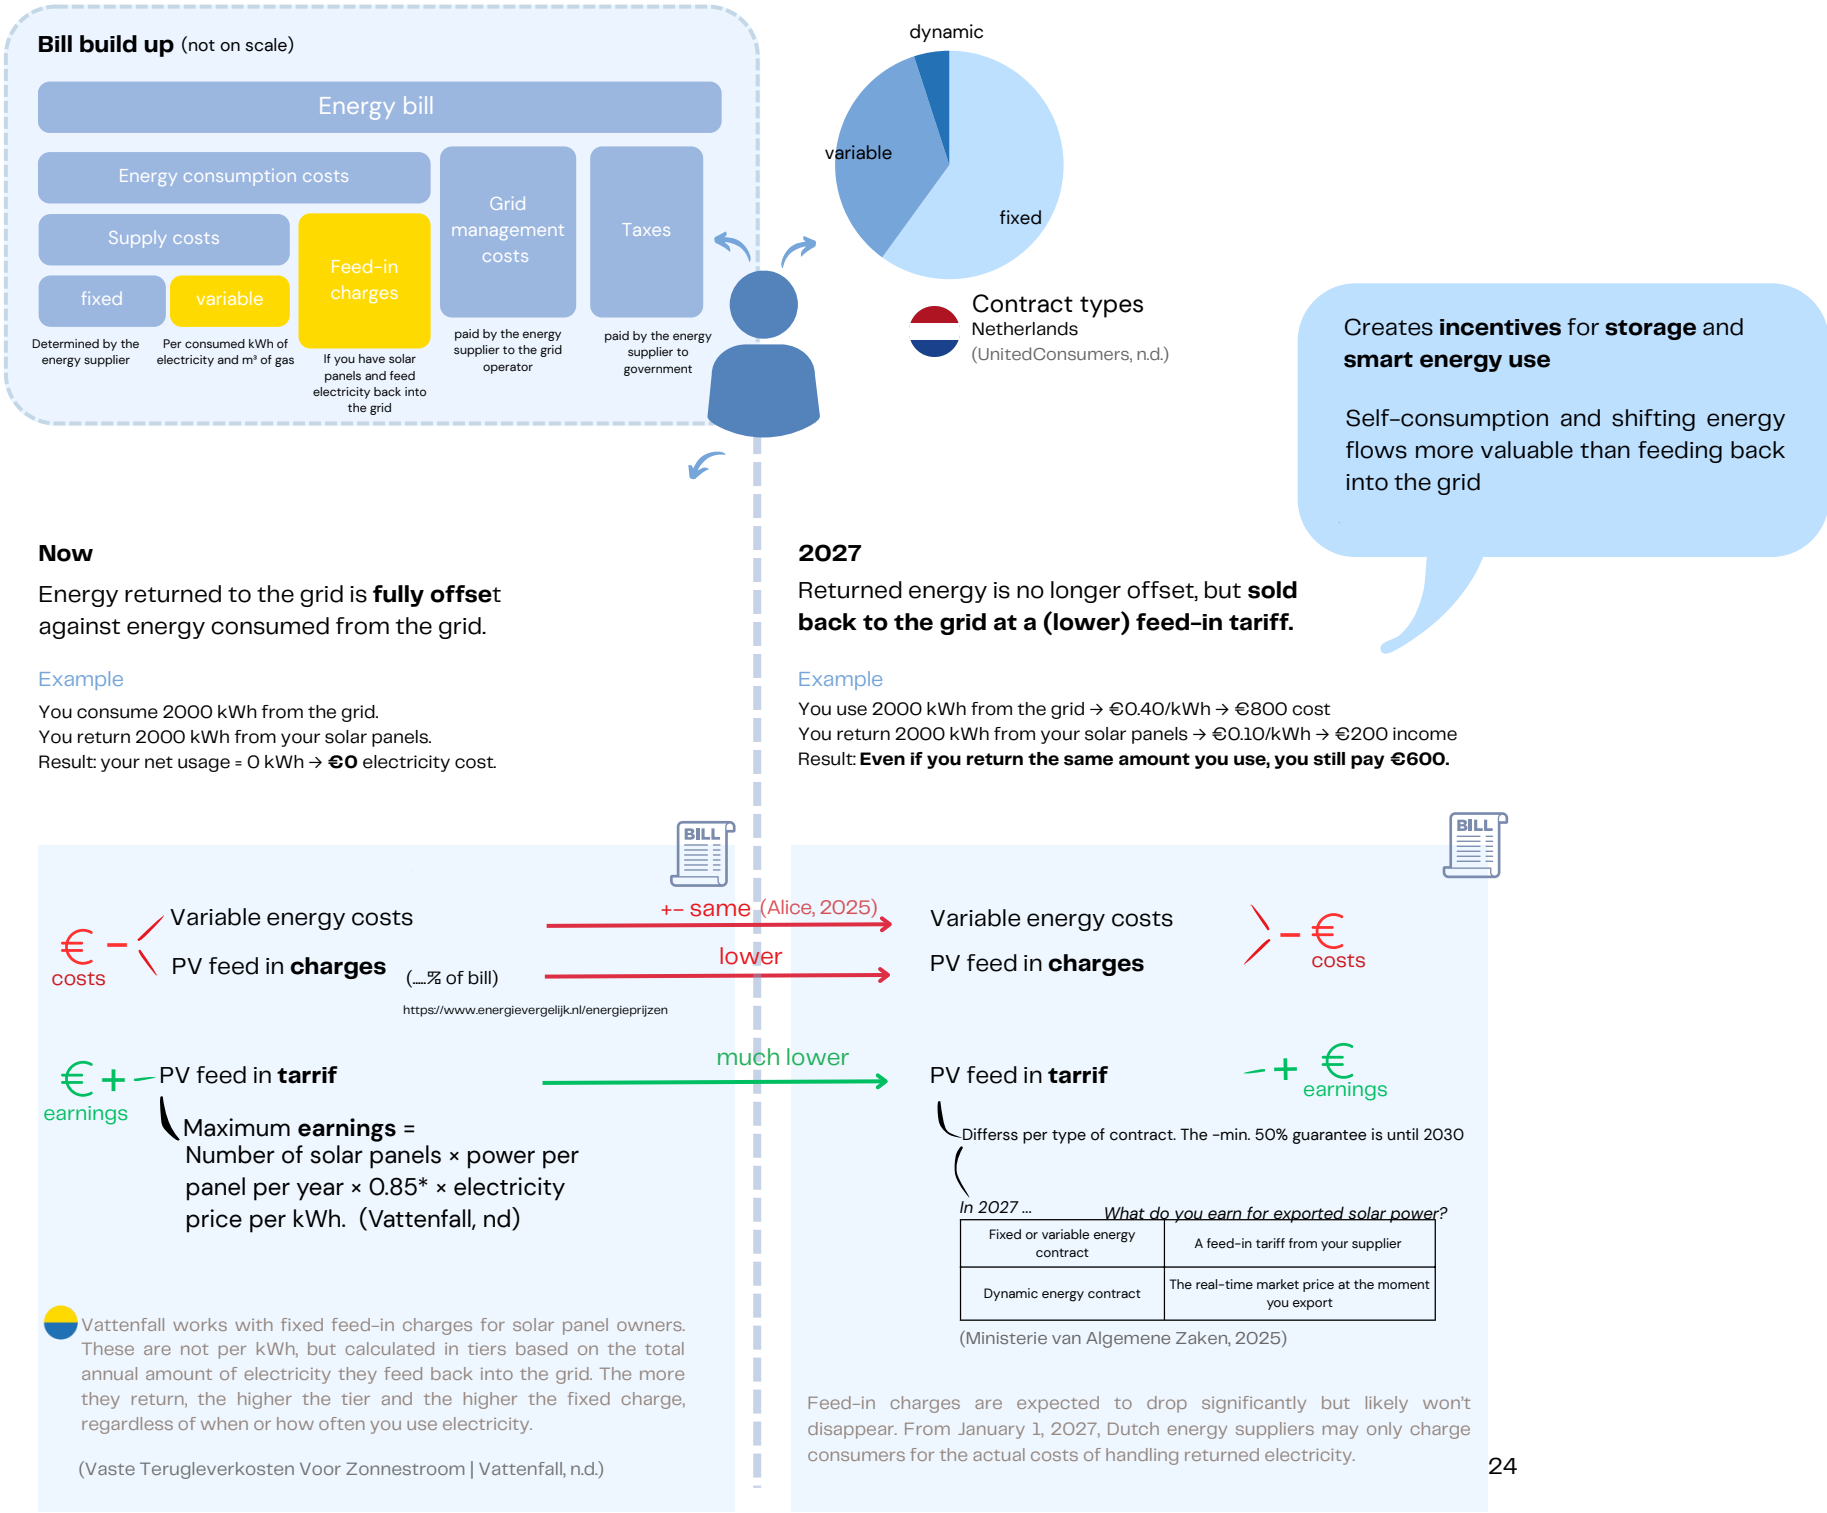 Bill build up (not on scale)
Energy bill
Energy consumption costs
Supply costs
fixed
variable
Feed-in
charges
Grid
management
costs
Taxes
Determined by the
energy supplier
Per consumed kWh of
electricity and m³ of gas
If you have solar
panels and feed
electricity back into
the grid
paid by the energy
supplier to the grid
operator
paid by the energy
supplier to
government
dynamic
variable
fixed
Contract types
Netherlands
(UnitedConsumers, n.d.)
Creates incentives for storage and
smart energy use
Self-consumption and shifting energy
flows more valuable than feeding back
into the grid
Now
Energy returned to the grid is fully offset
against energy consumed from the grid.
Example
You consume 2000 kWh from the grid.
You return 2000 kWh from your solar panels.
Result: your net usage = 0 kWh → €0 electricity cost.
2027
Returned energy is no longer offset, but sold
back to the grid at a (lower) feed-in tariff.
Example
You use 2000 kWh from the grid → €0.40/kWh → €800 cost
You return 2000 kWh from your solar panels → €0.10/kWh → €200 income
Result: Even if you return the same amount you use, you still pay €600.
BILL
BILL
€ -
costs
Variable energy costs
PV feed in charges (.....% of bill)
https://www.energievergelijk.nl/energieprijzen
+- same (Alice, 2025)
lower
Variable energy costs
PV feed in charges
- €
costs
€ +
earnings
PV feed in tarrif
Maximum earnings =
Number of solar panels × power per
panel per year × 0.85* × electricity
price per kWh. (Vattenfall, nd)
much lower
PV feed in tarrif
+ €
earnings
Differss per type of contract. The -min. 50% guarantee is until 2030
In 2027 ...
What do you earn for exported solar power?
Fixed or variable energy
contract
A feed-in tariff from your supplier
Dynamic energy contract
The real-time market price at the moment
you export
(Ministerie van Algemene Zaken, 2025)
Vattenfall works with fixed feed-in charges for solar panel owners.
These are not per kWh, but calculated in tiers based on the total
annual amount of electricity they feed back into the grid. The more
they return, the higher the tier and the higher the fixed charge,
regardless of when or how often you use electricity.
(Vaste Terugleverkosten Voor Zonnestroom | Vattenfall, n.d.)
Feed-in charges are expected to drop significantly but likely won't
disappear. From January 1, 2027, Dutch energy suppliers may only charge
consumers for the actual costs of handling returned electricity.
24